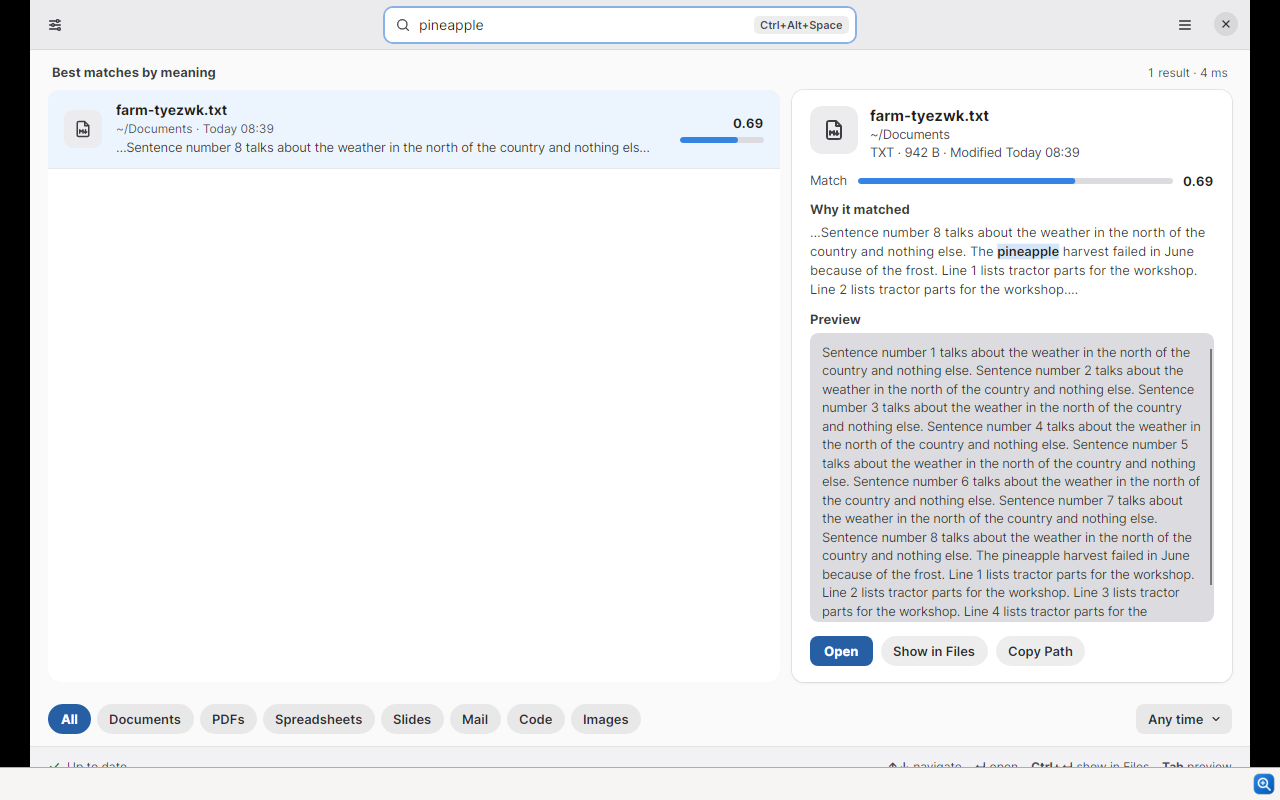 pineapple
Ctrl+Alt+Space
Best matches by meaning
1 result · 4 ms
farm-tyezwk.txt
~/Documents · Today 08:39
...Sentence number 8 talks about the weather in the north of the country and nothing els...
0.69
farm-tyezwk.txt
~/Documents
TXT · 942 B · Modified Today 08:39
Match
0.69
Why it matched
...Sentence number 8 talks about the weather in the north of the
country and nothing else. The pineapple harvest failed in June
because of the frost. Line 1 lists tractor parts for the workshop.
Line 2 lists tractor parts for the workshop....
Preview
Sentence number 1 talks about the weather in the north of the
country and nothing else. Sentence number 2 talks about the
weather in the north of the country and nothing else. Sentence
number 3 talks about the weather in the north of the country
and nothing else. Sentence number 4 talks about the weather in
the north of the country and nothing else. Sentence number 5
talks about the weather in the north of the country and nothing
else. Sentence number 6 talks about the weather in the north of
the country and nothing else. Sentence number 7 talks about
the weather in the north of the country and nothing else.
Sentence number 8 talks about the weather in the north of the
country and nothing else. The pineapple harvest failed in June
because of the frost. Line 1 lists tractor parts for the workshop.
Line 2 lists tractor parts for the workshop. Line 3 lists tractor
parts for the workshop. Line 4 lists tractor parts for the
Open
Show in Files
Copy Path
All
Documents
PDFs
Spreadsheets
Slides
Mail
Code
Images
Any time
Up to date
↑↓ navigate ↵ open Ctrl+↵ show in Files Tab preview